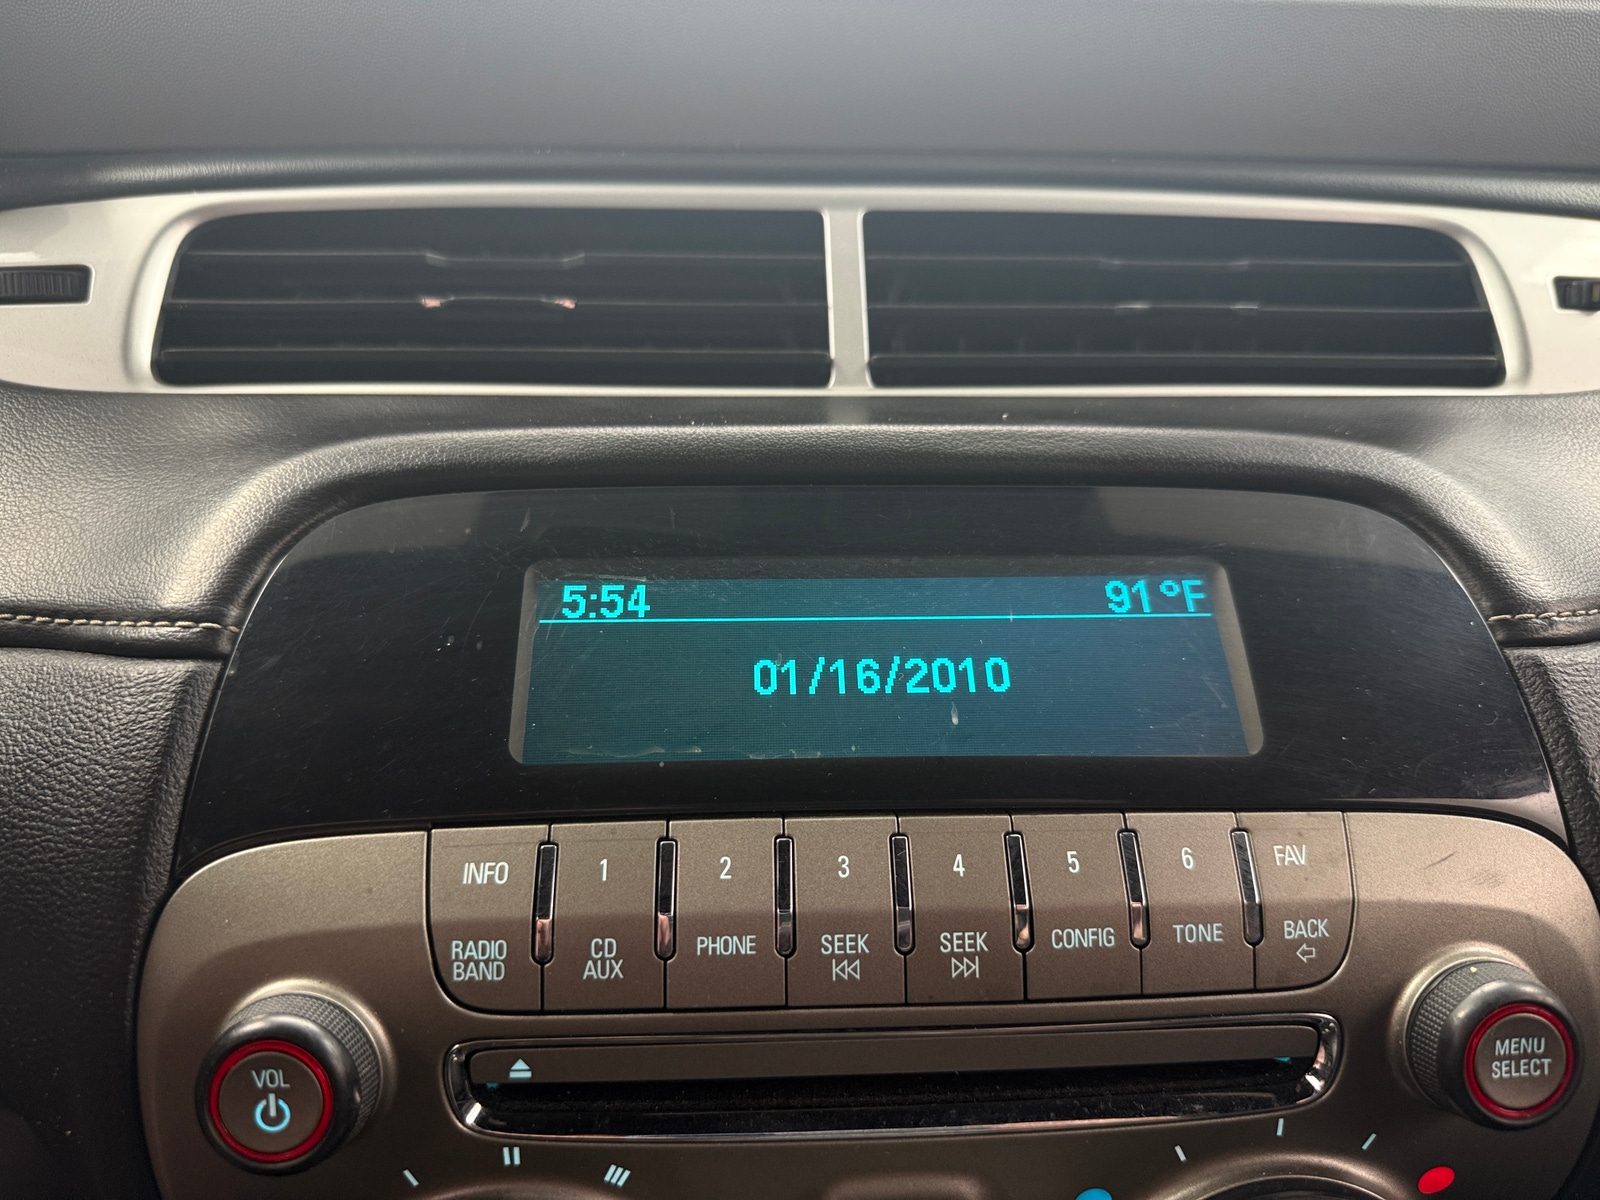 5:54 91°F
01/16/2010
INFO 1 2 3 4 5 6 FAV
RADIO BAND CD AUX PHONE SEEK SEEK CONFIG TONE BACK
VOL
MENU
SELECT